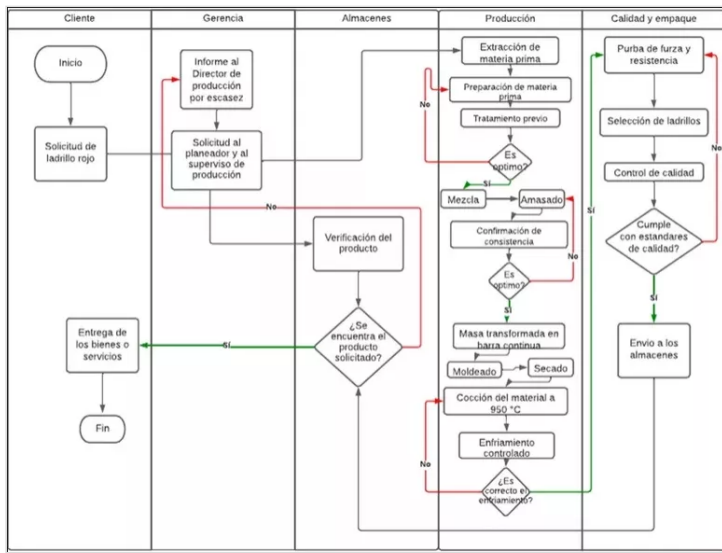 Cliente
Gerencia
Almacenes
Producción
Calidad y empaque
Inicio
Solicitud de
ladrillo rojo
Entrega de
los bienes o
servicios
Fin
Informe al
Director de
producción
por escasez
Solicitud al
planeador y al
superviso de
producción
No
Verificación del
producto
¿Se
encuentra el
producto
solicitado?
Sí
Extracción de
materia prima
Preparación de materia
prima
Tratamiento previo
Es
optimo?
No
Sí
Mezcla
Amasado
Confirmación de
consistencia
Es
optimo?
No
Sí
Masa transformada en
barra continua
Moldeado
Secado
Cocción del material a
950 °C
Enfriamiento
controlado
¿Es
correcto el
enfriamiento?
No
Sí
Purba de furza y
resistencia
Selección de ladrillos
Control de calidad
Cumple
con estandares
de calidad?
No
Sí
Envio a los
almacenes